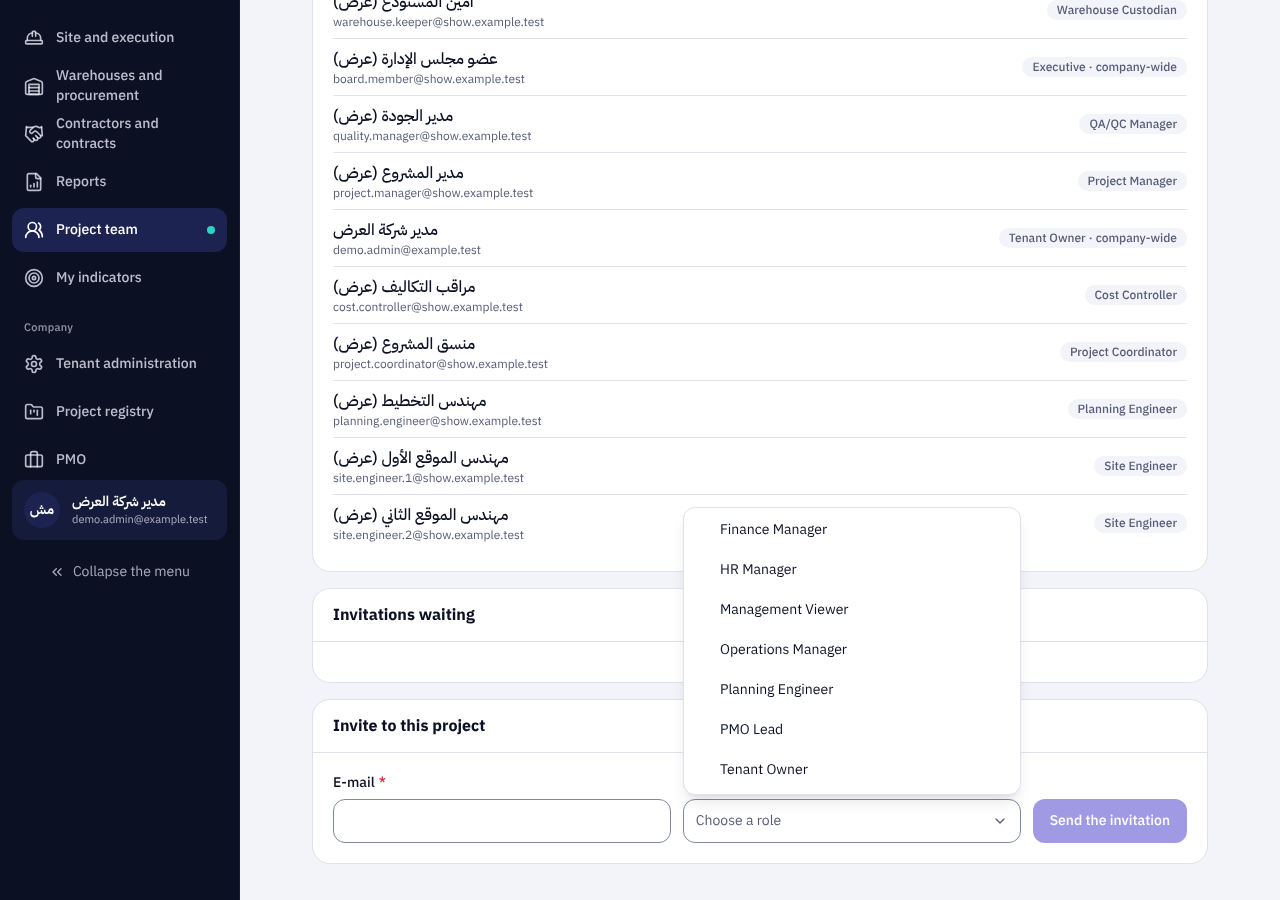 Site and execution
Warehouses and
procurement
Contractors and
contracts
Reports
Project team
My indicators
Company
Tenant administration
Project registry
PMO
مش
مدير شركة العرض
demo.admin@example.test
Collapse the menu
أمين المستودع (عرض)
warehouse.keeper@show.example.test
Warehouse Custodian
عضو مجلس الإدارة (عرض)
board.member@show.example.test
Executive · company-wide
مدير الجودة (عرض)
quality.manager@show.example.test
QA/QC Manager
مدير المشروع (عرض)
project.manager@show.example.test
Project Manager
مدير شركة العرض
demo.admin@example.test
Tenant Owner · company-wide
مراقب التكاليف (عرض)
cost.controller@show.example.test
Cost Controller
منسق المشروع (عرض)
project.coordinator@show.example.test
Project Coordinator
مهندس التخطيط (عرض)
planning.engineer@show.example.test
Planning Engineer
مهندس الموقع الأول (عرض)
site.engineer.1@show.example.test
Site Engineer
مهندس الموقع الثاني (عرض)
site.engineer.2@show.example.test
Site Engineer
Finance Manager
HR Manager
Management Viewer
Operations Manager
Planning Engineer
PMO Lead
Tenant Owner
Invitations waiting
Invite to this project
E-mail *
Choose a role
Send the invitation